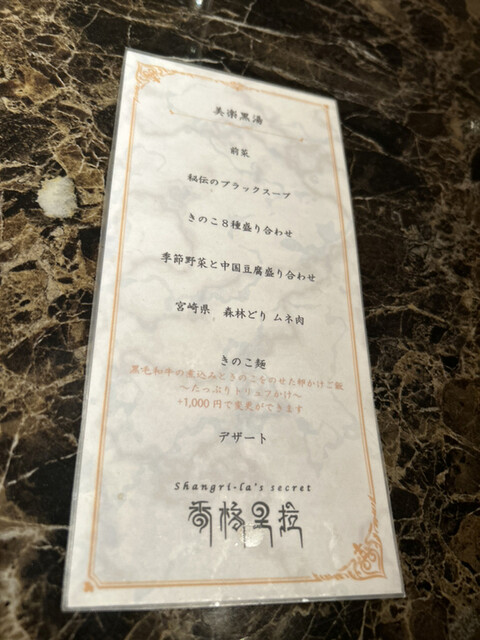 美楽黒湯
前菜
秘伝のブラックスープ
きのこ8種盛り合わせ
季節野菜と中国豆腐盛り合わせ
宮崎県 森林どり ムネ肉
きのこ麺
黒毛和牛の煮込みときのこをのせた卵かけご飯
～たっぷりトリュフかけ～
+1,000円で変更ができます
デザート
Shangri-la's secret
香格里拉